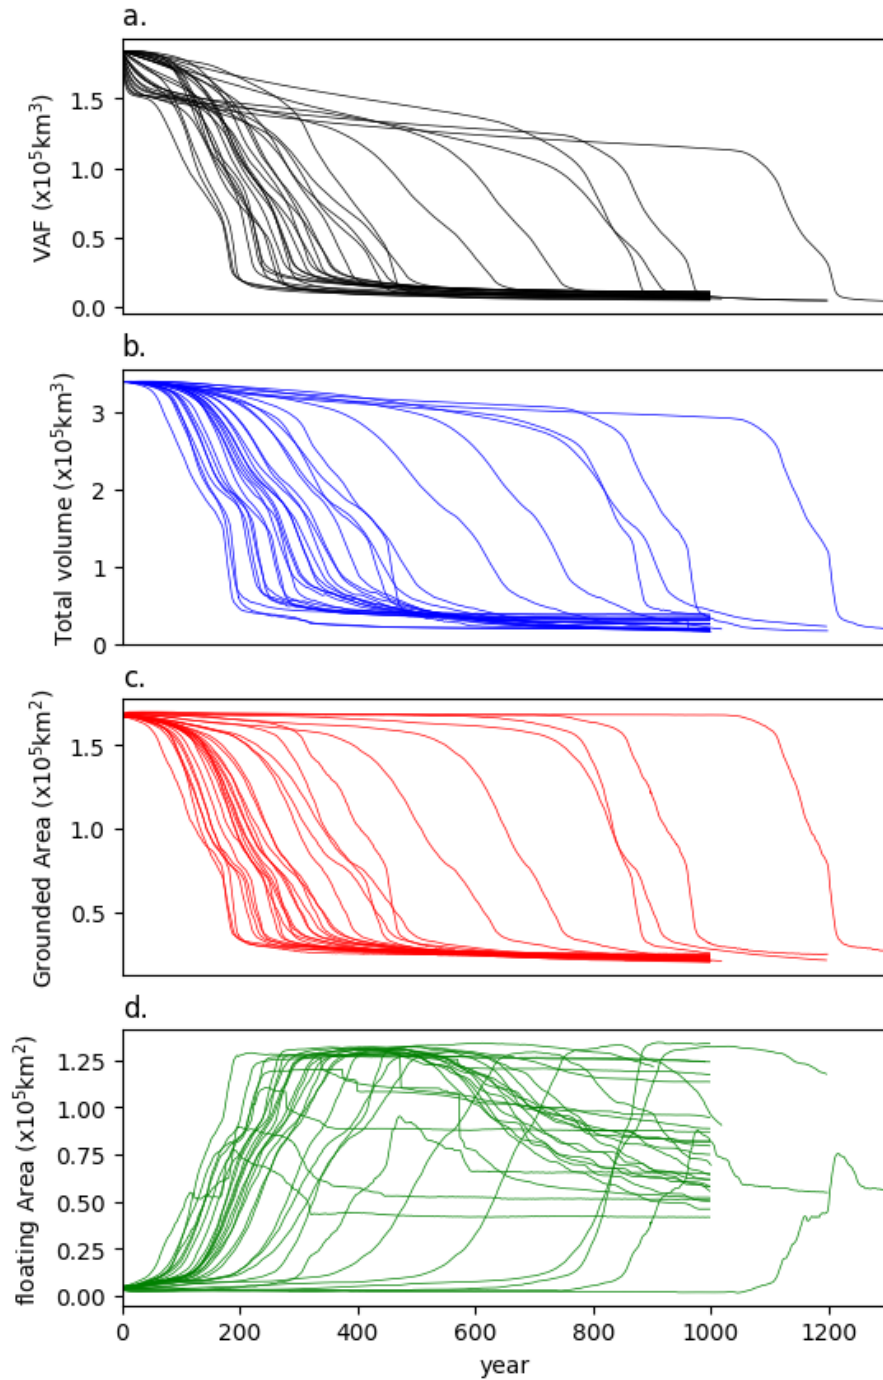 a.
VAF (x10⁵km³)
1.5
1.0
0.5
0.0
b.
Total volume (x10⁵km³)
3
2
1
0
c.
Grounded Area (x10⁵km²)
1.5
1.0
0.5
d.
floating Area (x10⁵km²)
1.25
1.00
0.75
0.50
0.25
0.00
0 200 400 600 800 1000 1200
year